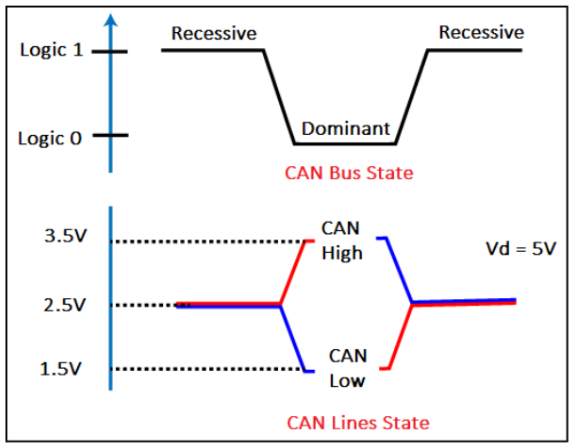 Recessive
Recessive
Logic 1
Dominant
Logic 0
CAN Bus State
3.5V
CAN
High
Vd = 5V
2.5V
1.5V
CAN
Low
CAN Lines State